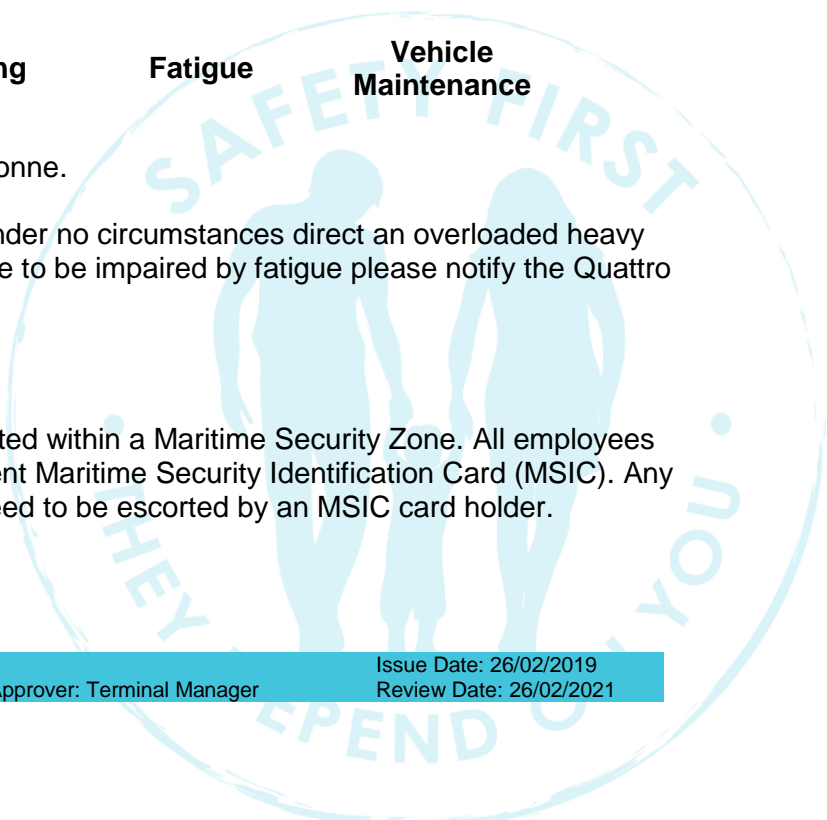 ng Fatigue Vehicle
Maintenance
onne.
nder no circumstances direct an overloaded heavy
e to be impaired by fatigue please notify the Quattro
ted within a Maritime Security Zone. All employees
ent Maritime Security Identification Card (MSIC). Any
eed to be escorted by an MSIC card holder.
Issue Date: 26/02/2019
Approver: Terminal Manager Review Date: 26/02/2021
SAFETY FIRST
• THEY DEPEND ON YOU •